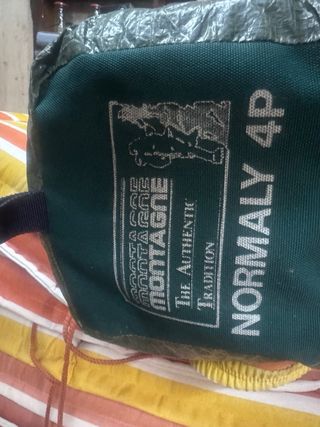 MONTAGNE
MONTAGNE
MONTAGNE
THE AUTHENTIC
TRADITION
NORMALY 4P